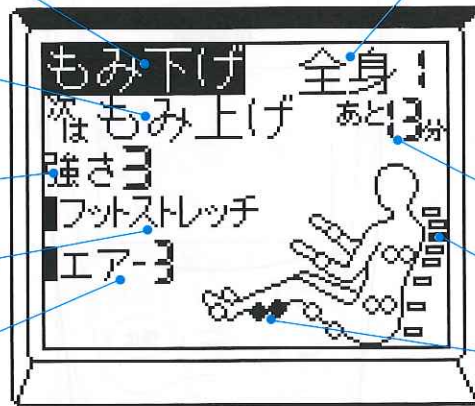 もみ下げ 全身1
次は もみ上げ あと13分
強さ3
フットストレッチ
エアー3